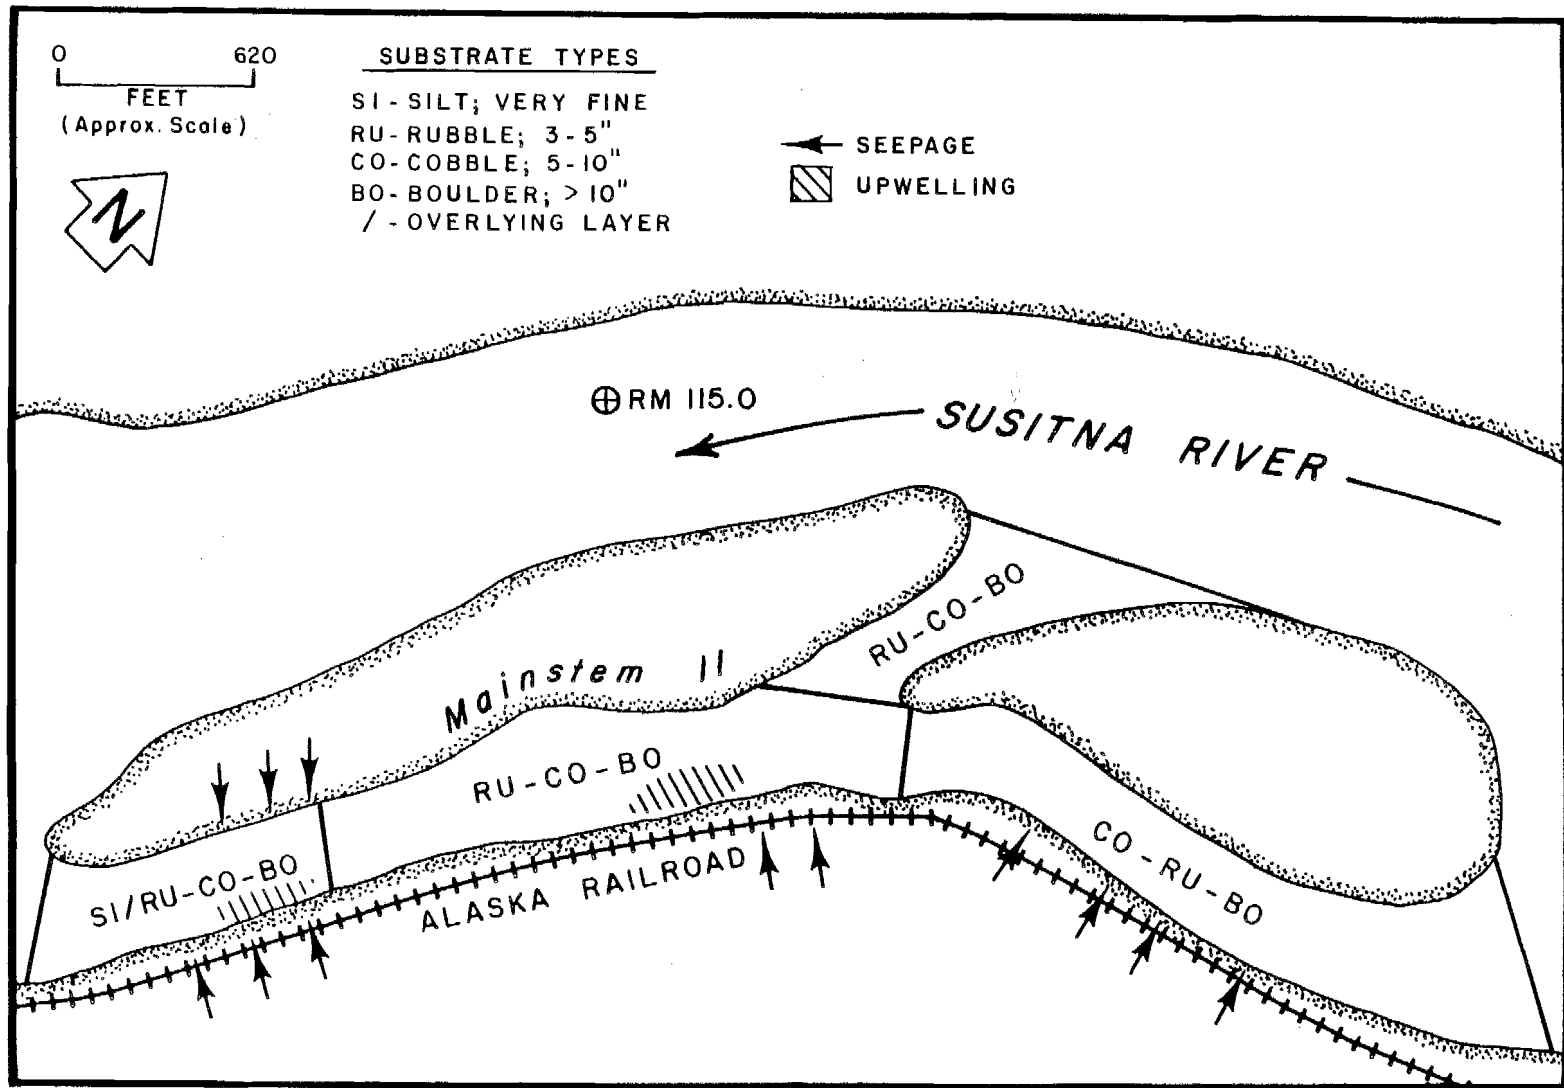 0 620
FEET
(Approx. Scale)
N
SUBSTRATE TYPES
SI - SILT; VERY FINE
RU - RUBBLE; 3 - 5"
CO - COBBLE; 5 - 10"
BO - BOULDER; > 10"
/ - OVERLYING LAYER
SEEPAGE
UPWELLING
RM 115.0
SUSITNA RIVER
RU - CO - BO
Mainstem II
RU - CO - BO
CO - RU - BO
SI/RU-CO-BO
ALASKA RAILROAD